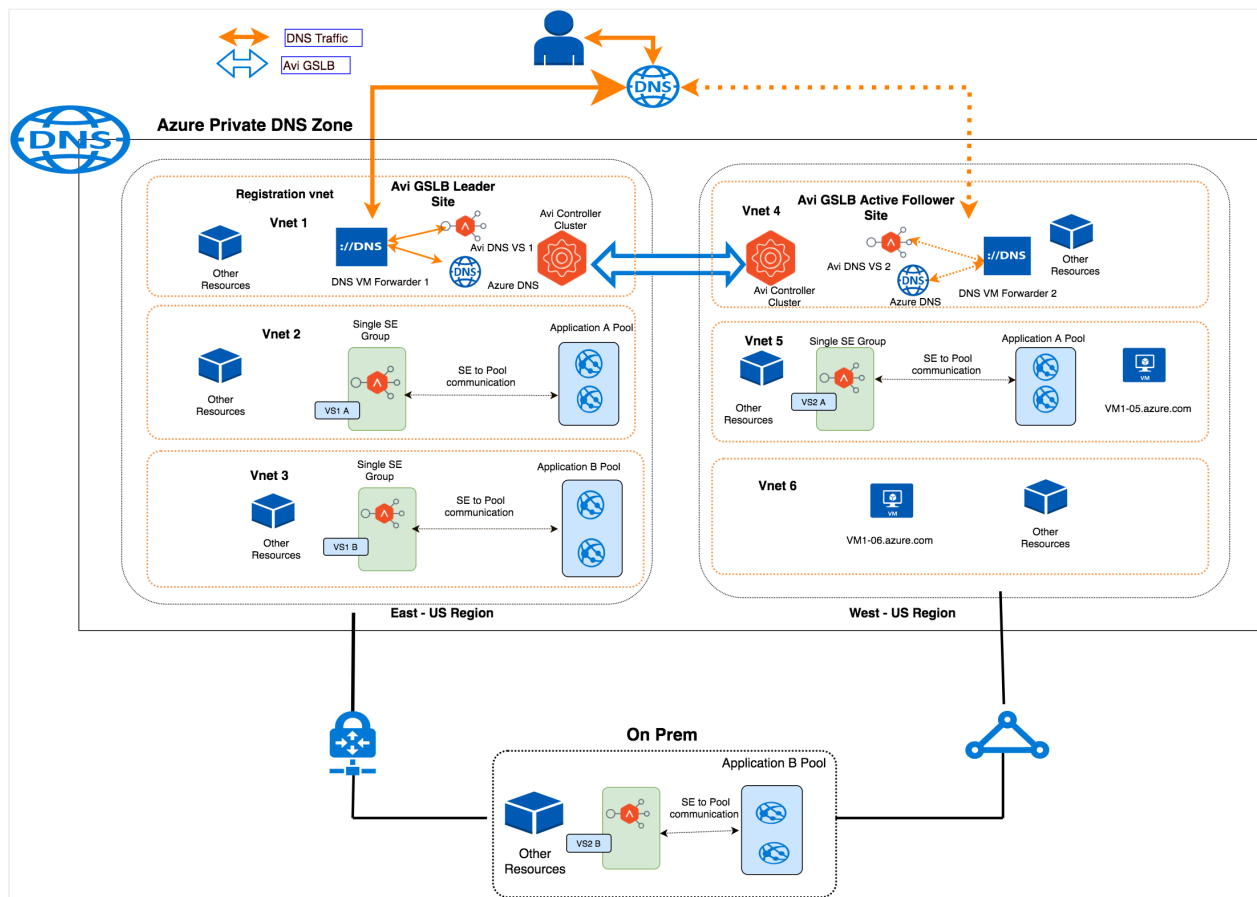 DNS Traffic
Avi GSLB
DNS
DNS
Azure Private DNS Zone
Registration vnet
Avi GSLB Leader
Site
Vnet 1
Other
Resources
://DNS
DNS VM Forwarder 1
Avi DNS VS 1
DNS
Azure DNS
Avi Controller
Cluster
Vnet 4
Avi GSLB Active Follower
Site
Avi Controller
Cluster
Avi DNS VS 2
DNS
Azure DNS
://DNS
DNS VM Forwarder 2
Other
Resources
Vnet 2
Other
Resources
Single SE
Group
VS1 A
SE to Pool
communication
Application A Pool
Vnet 5
Other
Resources
Single SE Group
VS2 A
SE to Pool
communication
Application A Pool
VM
VM1-05.azure.com
Vnet 3
Other
Resources
Single SE
Group
VS1 B
SE to Pool
communication
Application B Pool
Vnet 6
VM
VM1-06.azure.com
Other
Resources
East - US Region
West - US Region
On Prem
Application B Pool
Other
Resources
VS2 B
SE to Pool
communication